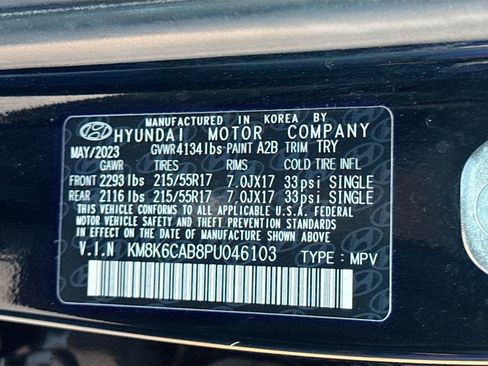 MANUFACTURED IN KOREA BY
HYUNDAI MOTOR COMPANY
MAY/2023 GVWR4134lbs PAINT A2B TRIM TRY
GAWR TIRES RIMS COLD TIRE INFL
FRONT 2293lbs 215/55R17 7.0JX17 33psi SINGLE
REAR 2116lbs 215/55R17 7.0JX17 33psi SINGLE
THIS VEHICLE CONFORMS TO ALL APPLICABLE U.S.A. FEDERAL
MOTOR VEHICLE SAFETY AND THEFT PREVENTION STANDARDS
IN EFFECT ON THE DATE OF MANUFACTURE SHOWN ABOVE.
V.I.N KM8K6CAB8PU046103 TYPE : MPV